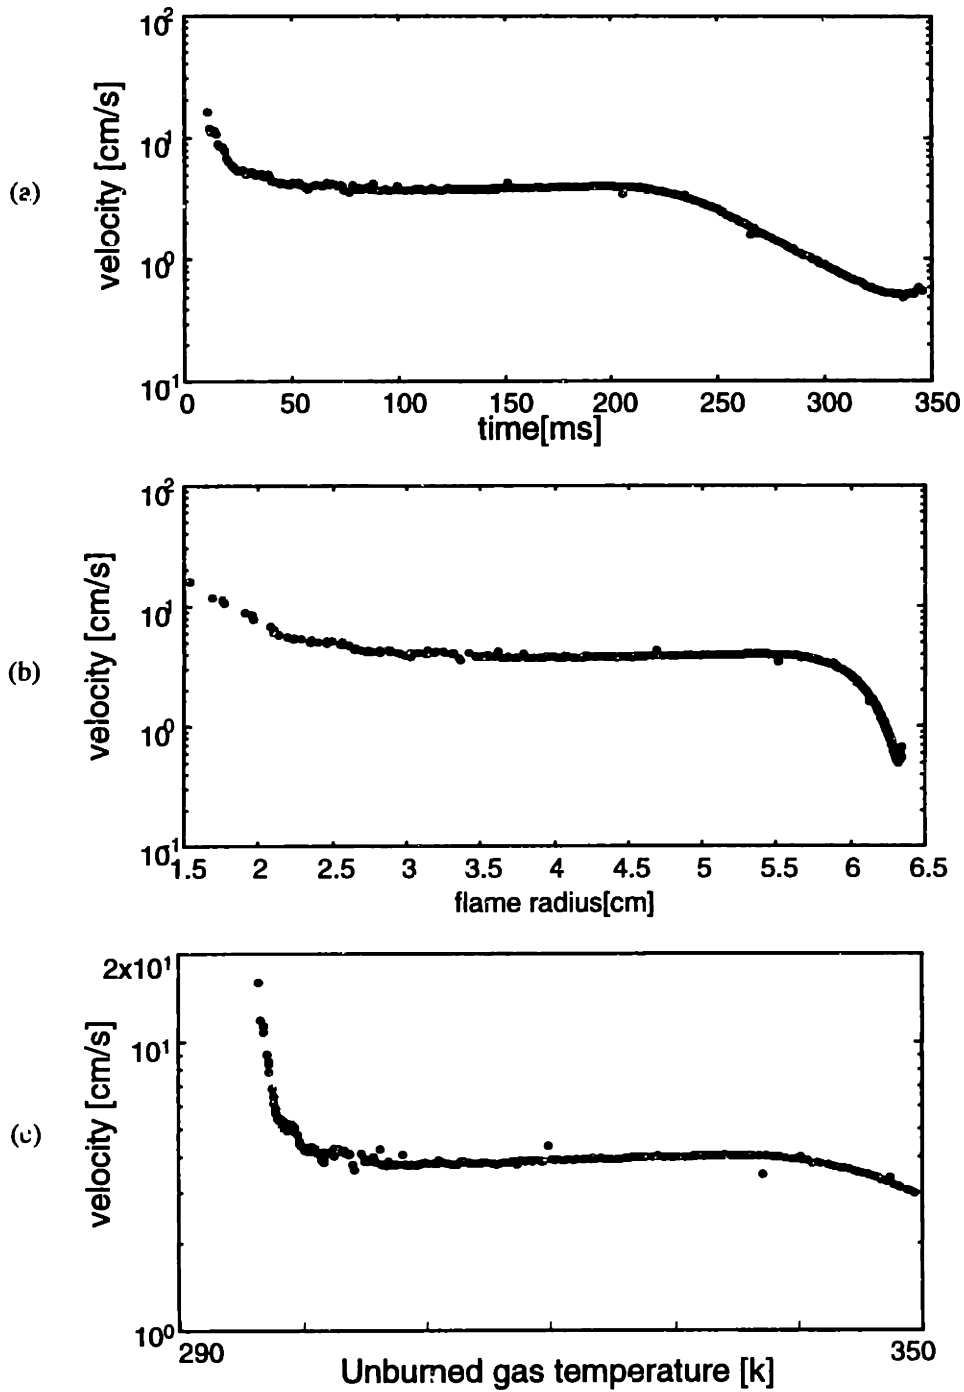 (a)
velocity [cm/s]
10²
10¹
10⁰
10¹
0 50 100 150 200 250 300 350
time[ms]
(b)
velocity [cm/s]
10²
10¹
10⁰
10¹
1.5 2 2.5 3 3.5 4 4.5 5 5.5 6 6.5
flame radius[cm]
(c)
velocity [cm/s]
2x10¹
10¹
10⁰
290 350
Unburned gas temperature [k]